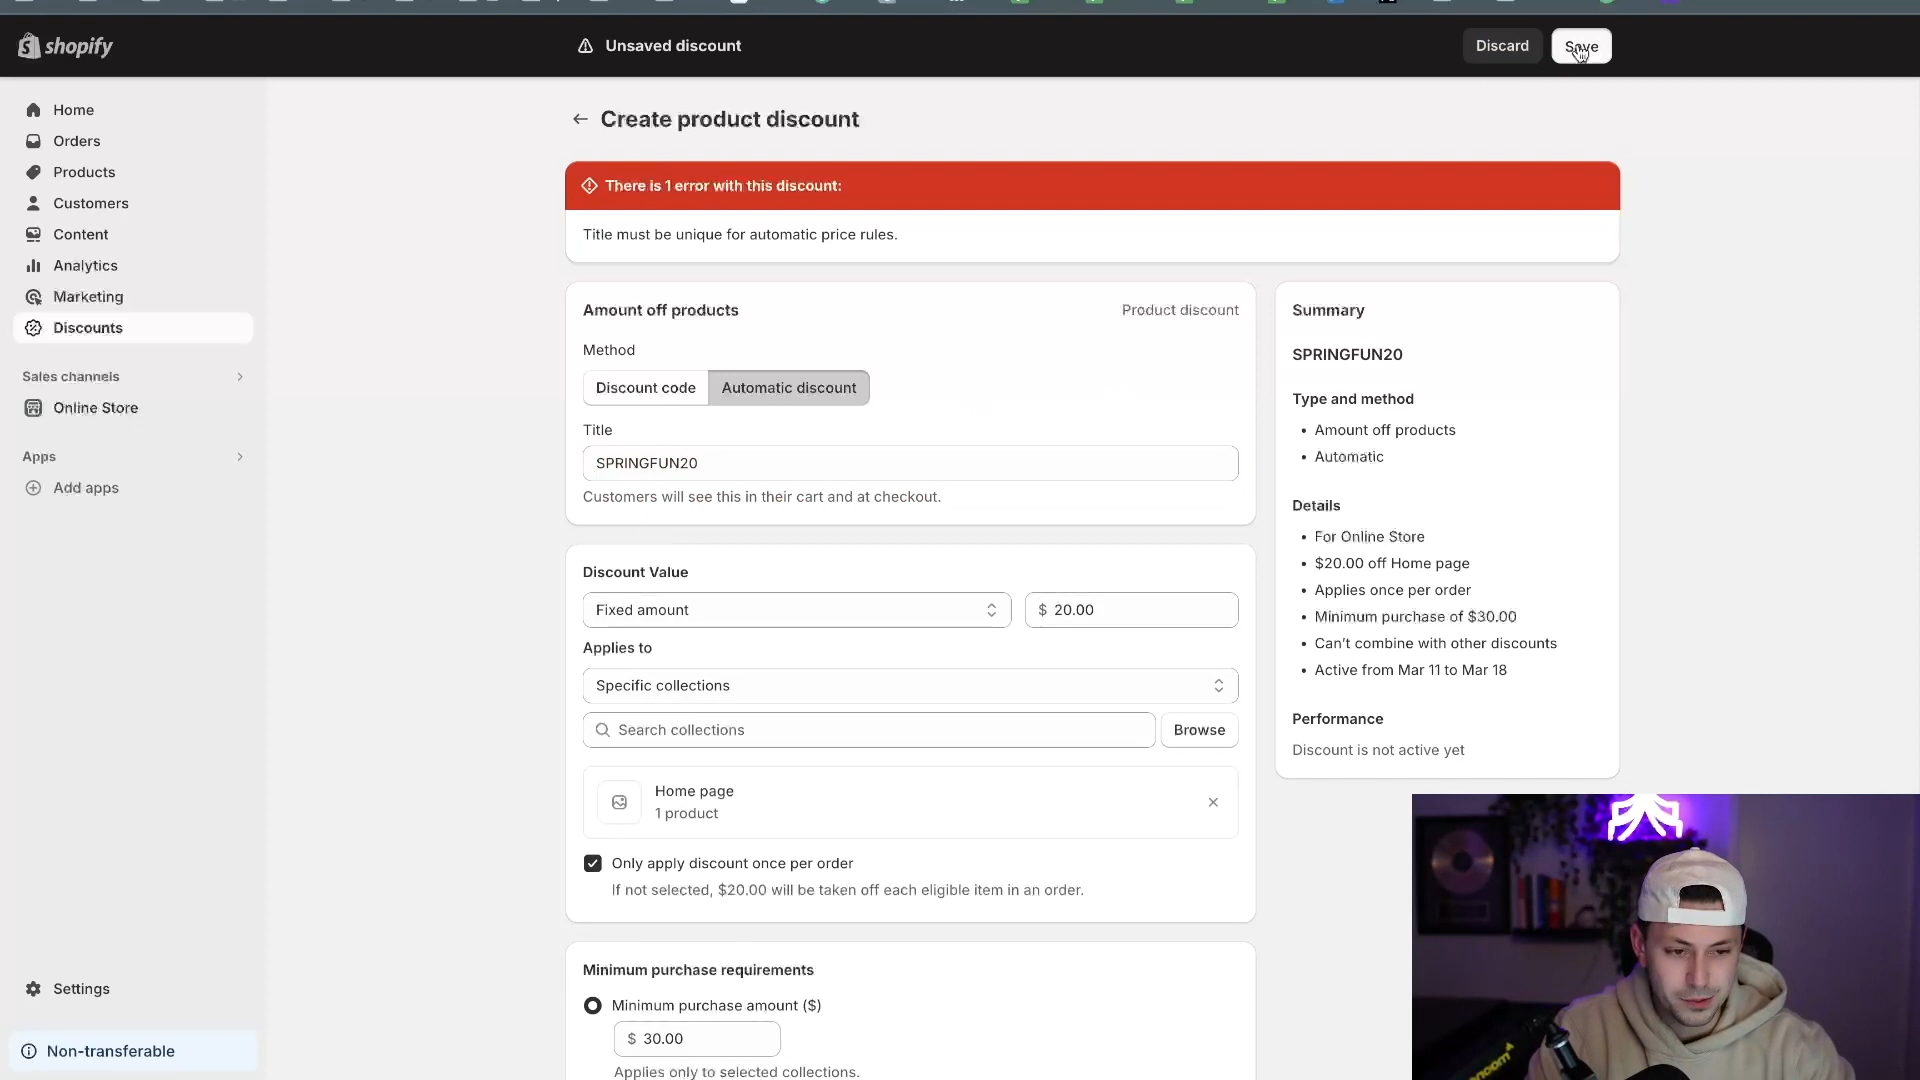 shopify
Unsaved discount
Discard
Save
Home
Orders
Products
Customers
Content
Analytics
Marketing
Discounts
Sales channels
Online Store
Apps
Add apps
Settings
Non-transferable
Create product discount
There is 1 error with this discount:
Title must be unique for automatic price rules.
Amount off products
Product discount
Method
Discount code
Automatic discount
Title
SPRINGFUN20
Customers will see this in their cart and at checkout.
Discount Value
Fixed amount
$ 20.00
Applies to
Specific collections
Search collections
Browse
Home page
1 product
Only apply discount once per order
If not selected, $20.00 will be taken off each eligible item in an order.
Minimum purchase requirements
Minimum purchase amount ($)
$ 30.00
Applies only to selected collections.
Summary
SPRINGFUN20
Type and method
• Amount off products
• Automatic
Details
• For Online Store
• $20.00 off Home page
• Applies once per order
• Minimum purchase of $30.00
• Can't combine with other discounts
• Active from Mar 11 to Mar 18
Performance
Discount is not active yet